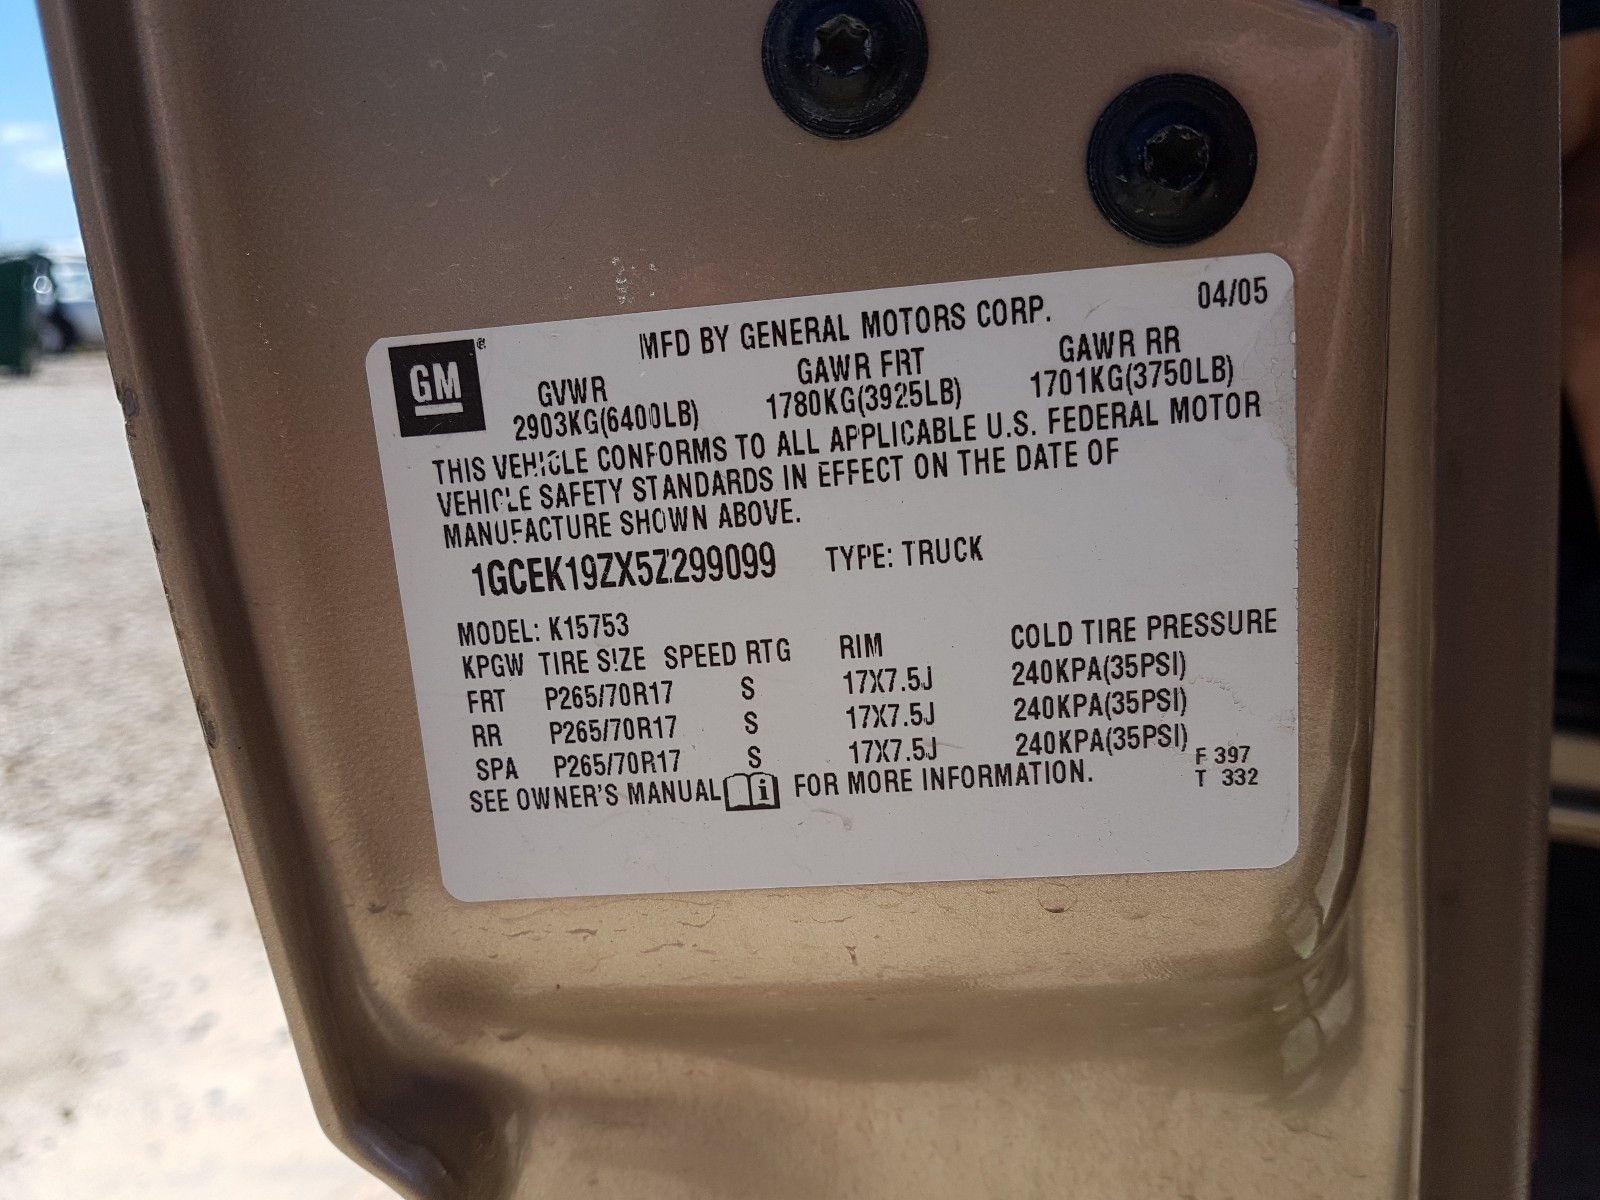 04/05
MFD BY GENERAL MOTORS CORP.
GM®
GVWR GAWR FRT GAWR RR
2903KG(6400LB) 1780KG(3925LB) 1701KG(3750LB)
THIS VEHICLE CONFORMS TO ALL APPLICABLE U.S. FEDERAL MOTOR
VEHICLE SAFETY STANDARDS IN EFFECT ON THE DATE OF
MANUFACTURE SHOWN ABOVE.
1GCEK19ZX5Z299099 TYPE: TRUCK
MODEL: K15753
KPGW TIRE SIZE SPEED RTG RIM COLD TIRE PRESSURE
FRT P265/70R17 S 17X7.5J 240KPA(35PSI)
RR P265/70R17 S 17X7.5J 240KPA(35PSI)
SPA P265/70R17 S 17X7.5J 240KPA(35PSI)
SEE OWNER'S MANUAL i FOR MORE INFORMATION.
F 397
T 332